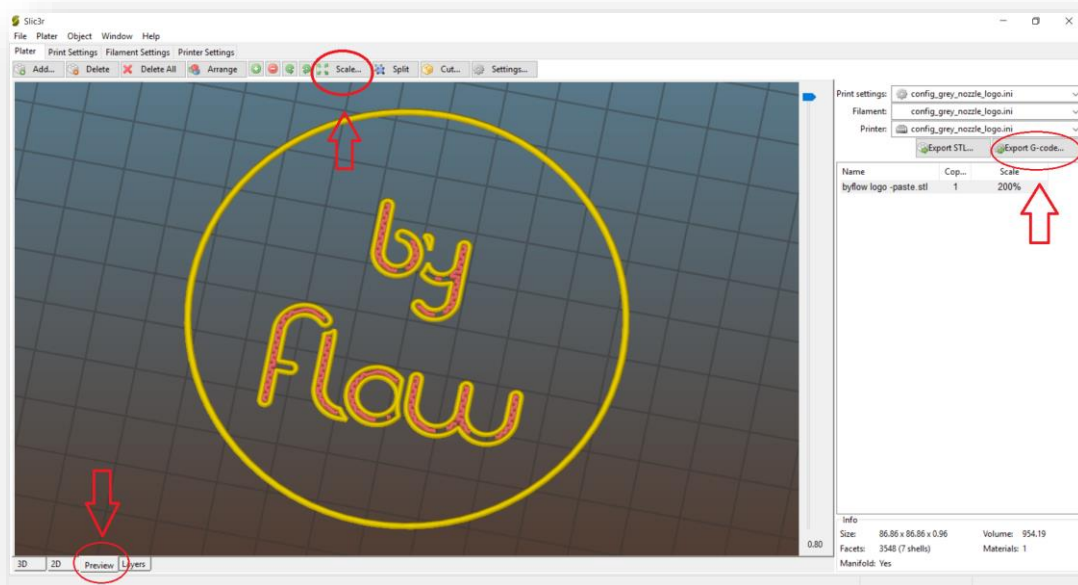 Slic3r
File Plater Object Window Help
Plater Print Settings Filament Settings Printer Settings
Add... Delete Delete All Arrange Scale... Split Cut... Settings...
Print settings: config_grey_nozzle_logo.ini
Filament: config_grey_nozzle_logo.ini
Printer: config_grey_nozzle_logo.ini
Export STL... Export G-code...
Name Cop... Scale
byflow logo -paste.stl 1 200%
by
flow
0.80
Info
Size: 86.86 x 86.86 x 0.96 Volume: 954.19
Facets: 3548 (7 shells) Materials: 1
Manifold: Yes
3D 2D Preview Layers